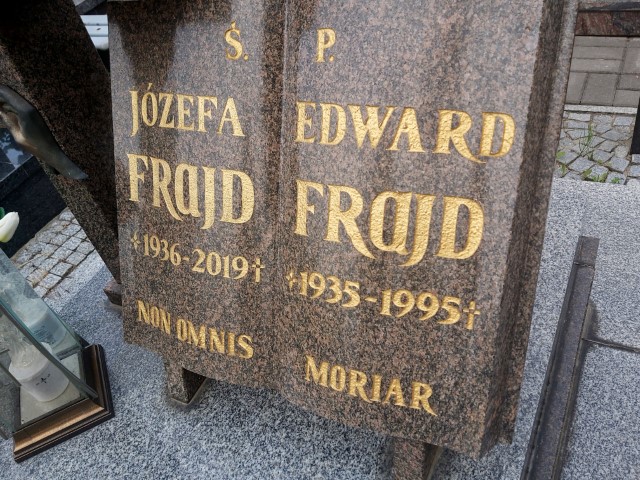 Ś. P.
JÓZEFA
FRAJD
*1936-2019†
NON OMNIS
EDWARD
FRAJD
*1935-1995†
MORIAR